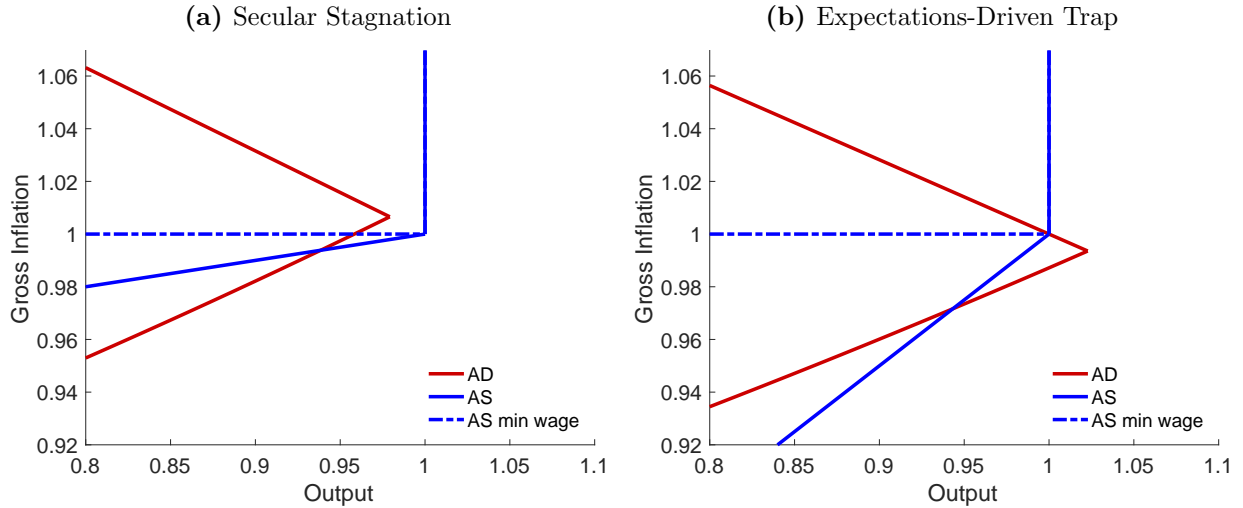 (a) Secular Stagnation
1.06
1.04
1.02
1
0.98
0.96
0.94
0.92
Gross Inflation
AD
AS
AS min wage
0.8 0.85 0.9 0.95 1 1.05 1.1
Output
(b) Expectations-Driven Trap
1.06
1.04
1.02
1
0.98
0.96
0.94
0.92
Gross Inflation
AD
AS
AS min wage
0.8 0.85 0.9 0.95 1 1.05 1.1
Output